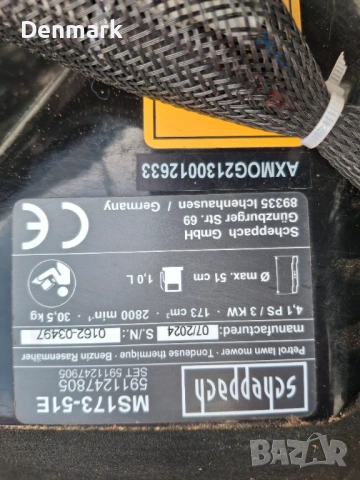 Denmark
scheppach
MS173-51E
5911247805
SET 5911247905
Petrol lawn mower · Tondeuse thermique · Benzin Rasenmäher
manufactured: 07/2024 S./N.: 0162-03497
4,1 PS / 3 KW · 173 cm³ · 2800 min⁻¹ · 30,5 kg
Ø max. 51 cm 1,0 L
Scheppach GmbH
Günzburger Str. 69
89335 Ichenhausen / Germany
AXMOG2130012633
BAZAR
bg